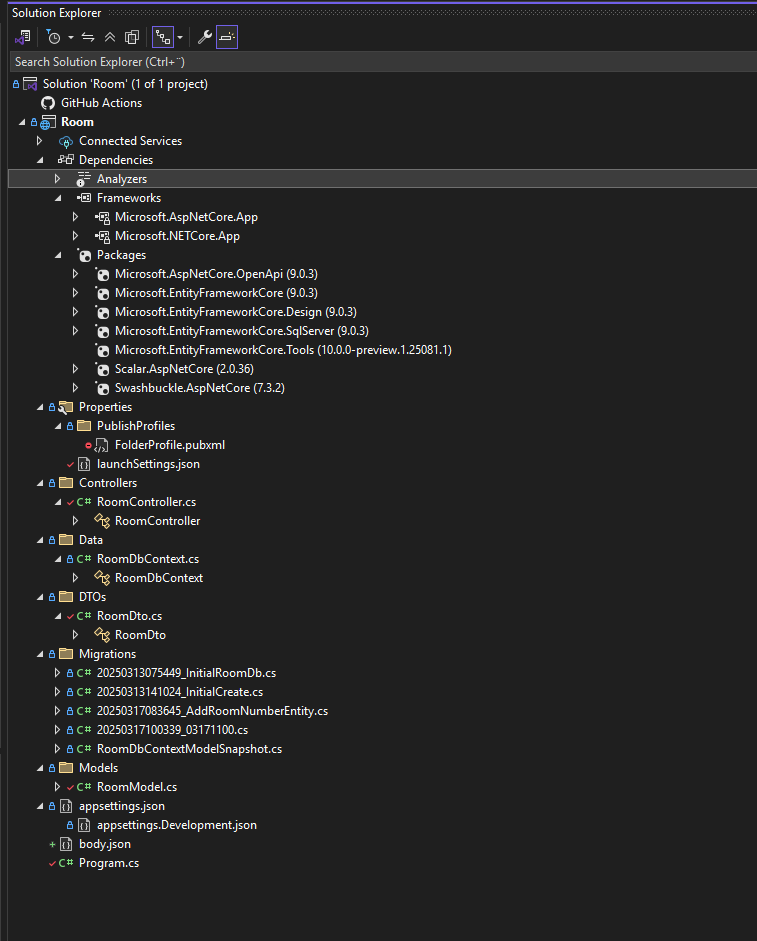 Solution Explorer
Search Solution Explorer (Ctrl+¨)
Solution 'Room' (1 of 1 project)
GitHub Actions
Room
Connected Services
Dependencies
Analyzers
Frameworks
Microsoft.AspNetCore.App
Microsoft.NETCore.App
Packages
Microsoft.AspNetCore.OpenApi (9.0.3)
Microsoft.EntityFrameworkCore (9.0.3)
Microsoft.EntityFrameworkCore.Design (9.0.3)
Microsoft.EntityFrameworkCore.SqlServer (9.0.3)
Microsoft.EntityFrameworkCore.Tools (10.0.0-preview.1.25081.1)
Scalar.AspNetCore (2.0.36)
Swashbuckle.AspNetCore (7.3.2)
Properties
PublishProfiles
FolderProfile.pubxml
launchSettings.json
Controllers
C# RoomController.cs
RoomController
Data
C# RoomDbContext.cs
RoomDbContext
DTOs
C# RoomDto.cs
RoomDto
Migrations
C# 20250313075449_InitialRoomDb.cs
C# 20250313141024_InitialCreate.cs
C# 20250317083645_AddRoomNumberEntity.cs
C# 20250317100339_03171100.cs
C# RoomDbContextModelSnapshot.cs
Models
C# RoomModel.cs
appsettings.json
appsettings.Development.json
body.json
C# Program.cs